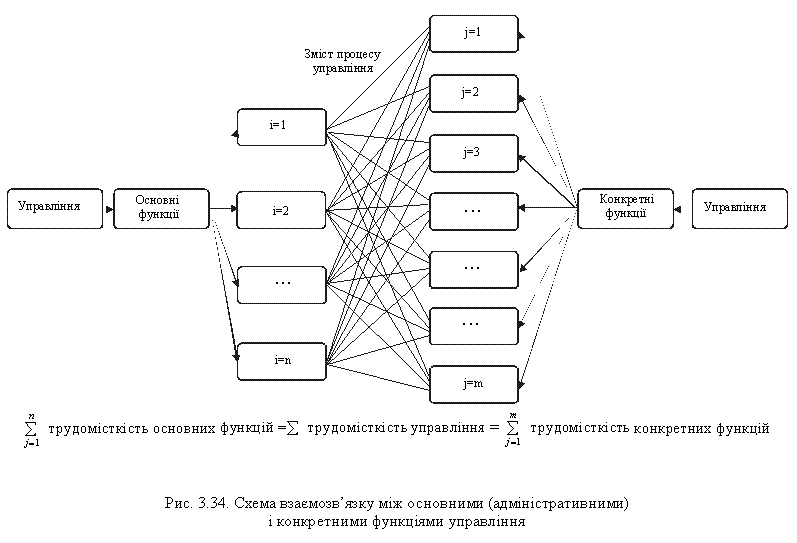 j=1
Зміст процесу
управління
j=2
i=1
j=3
Управління
Основні
функції
i=2
...
Конкретні
функції
Управління
...
...
...
i=n
j=m
n
∑ трудомісткість основних функцій =∑ трудомісткість управління = ∑ трудомісткість конкретних функцій
j=1
m
j=1
Рис. 3.34. Схема взаємозв’язку між основними (адміністративними)
і конкретними функціями управління